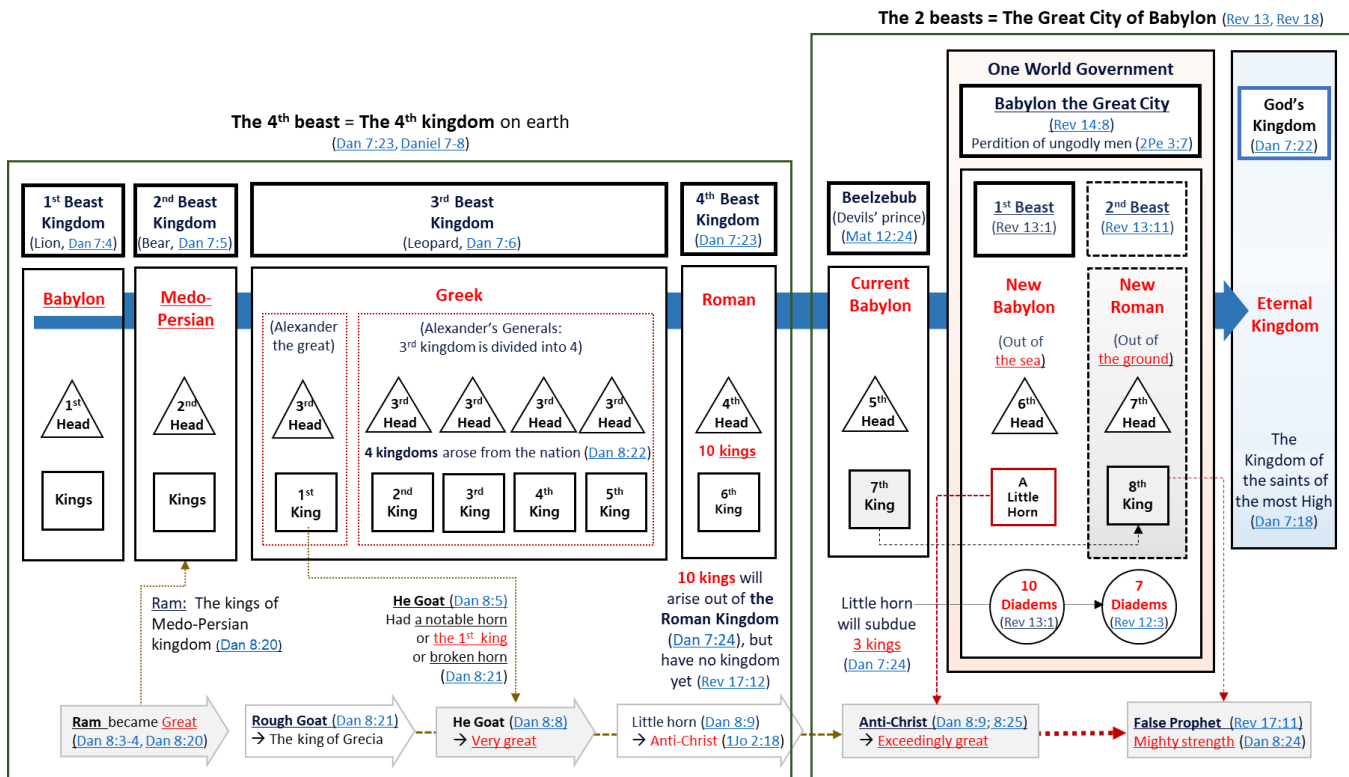 The 2 beasts = The Great City of Babylon (Rev 13, Rev 18)
The 4th beast = The 4th kingdom on earth
(Dan 7:23, Daniel 7-8)
1st Beast
Kingdom
(Lion, Dan 7:4)
2nd Beast
Kingdom
(Bear, Dan 7:5)
3rd Beast
Kingdom
(Leopard, Dan 7:6)
4th Beast
Kingdom
(Dan 7:23)
Babylon
1st
Head
Kings
Medo-
Persian
2nd
Head
Kings
Greek
(Alexander
the great)
3rd
Head
1st
King
(Alexander's Generals:
3rd kingdom is divided into 4)
3rd
Head
3rd
Head
3rd
Head
3rd
Head
4 kingdoms arose from the nation (Dan 8:22)
2nd
King
3rd
King
4th
King
5th
King
Roman
4th
Head
10 kings
6th
King
Ram: The kings of
Medo-Persian
kingdom (Dan 8:20)
He Goat (Dan 8:5)
Had a notable horn
or the 1st king
or broken horn
(Dan 8:21)
10 kings will
arise out of the
Roman Kingdom
(Dan 7:24), but
have no kingdom
yet (Rev 17:12)
Beelzebub
(Devils' prince)
(Mat 12:24)
Current
Babylon
5th
Head
7th
King
One World Government
Babylon the Great City
(Rev 14:8)
Perdition of ungodly men (2Pe 3:7)
1st Beast
(Rev 13:1)
New
Babylon
(Out of
the sea)
6th
Head
A
Little
Horn
2nd Beast
(Rev 13:11)
New
Roman
(Out of
the ground)
7th
Head
8th
King
Little horn
will subdue
3 kings
(Dan 7:24)
10
Diadems
(Rev 13:1)
7
Diadems
(Rev 12:3)
God's
Kingdom
(Dan 7:22)
Eternal
Kingdom
The
Kingdom of
the saints of
the most High
(Dan 7:18)
Ram became Great
(Dan 8:3-4, Dan 8:20)
Rough Goat (Dan 8:21)
→ The king of Grecia
He Goat (Dan 8:8)
→ Very great
Little horn (Dan 8:9)
→ Anti-Christ (1Jo 2:18)
Anti-Christ (Dan 8:9; 8:25)
→ Exceedingly great
False Prophet (Rev 17:11)
Mighty strength (Dan 8:24)